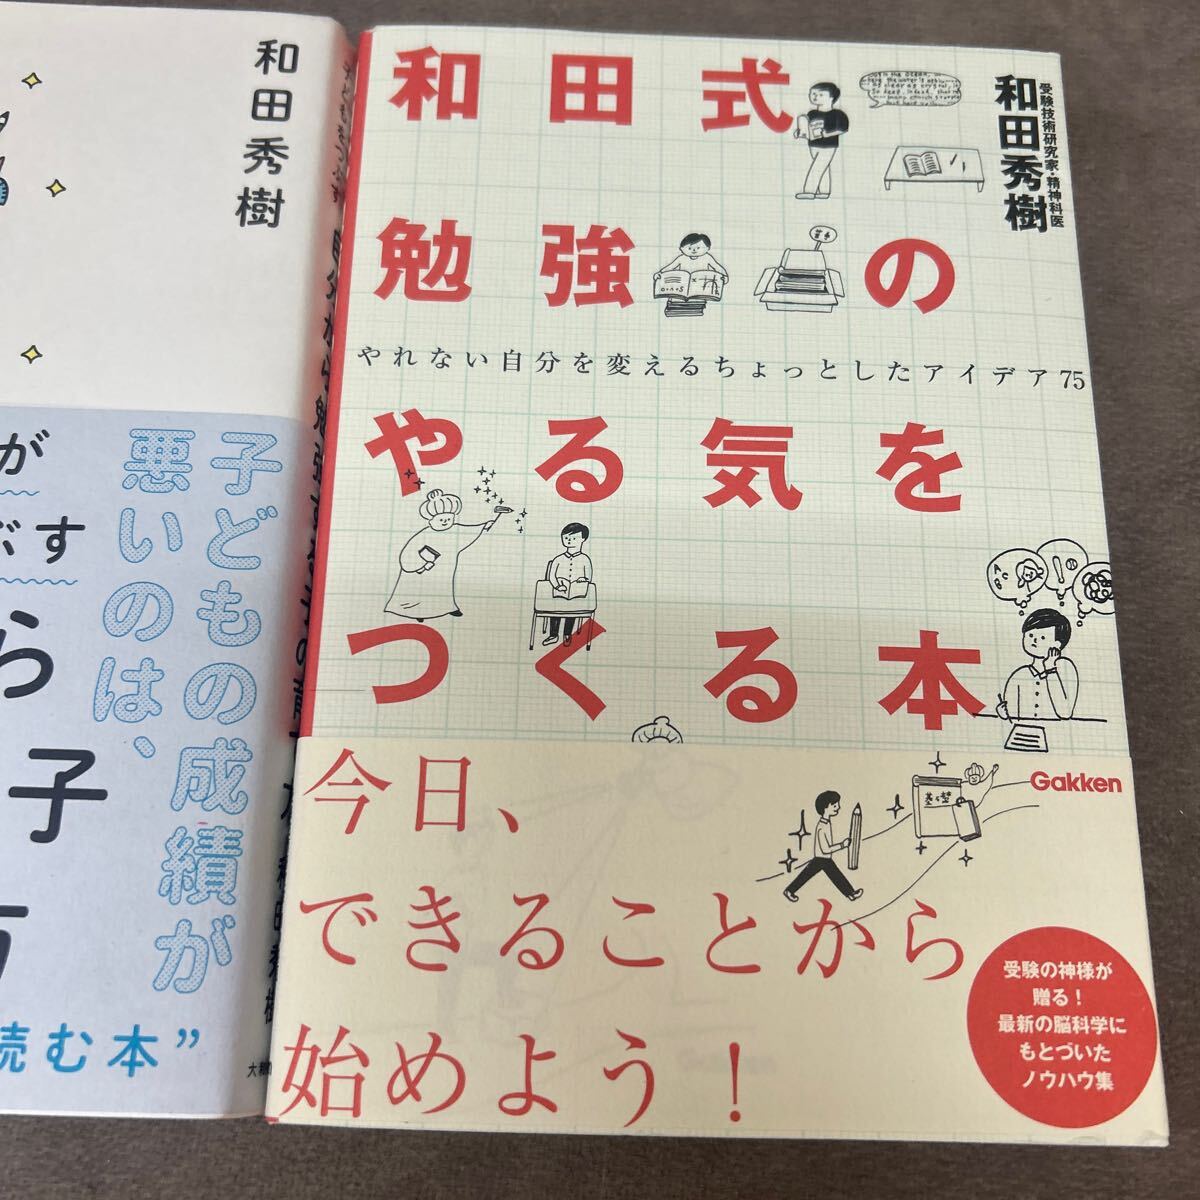 和田式
勉強の
やれない自分を変えるちょっとしたアイデア75
やる気を
つくる本
受験技術研究家・精神科医
和田秀樹
Gakken
今日、
できることから
始めよう！
受験の神様が
贈る！
最新の脳科学に
もとづいた
ノウハウ集
和田秀樹
子どもの成績が
悪いのは、
が
ぶす
ら
子
読む本”